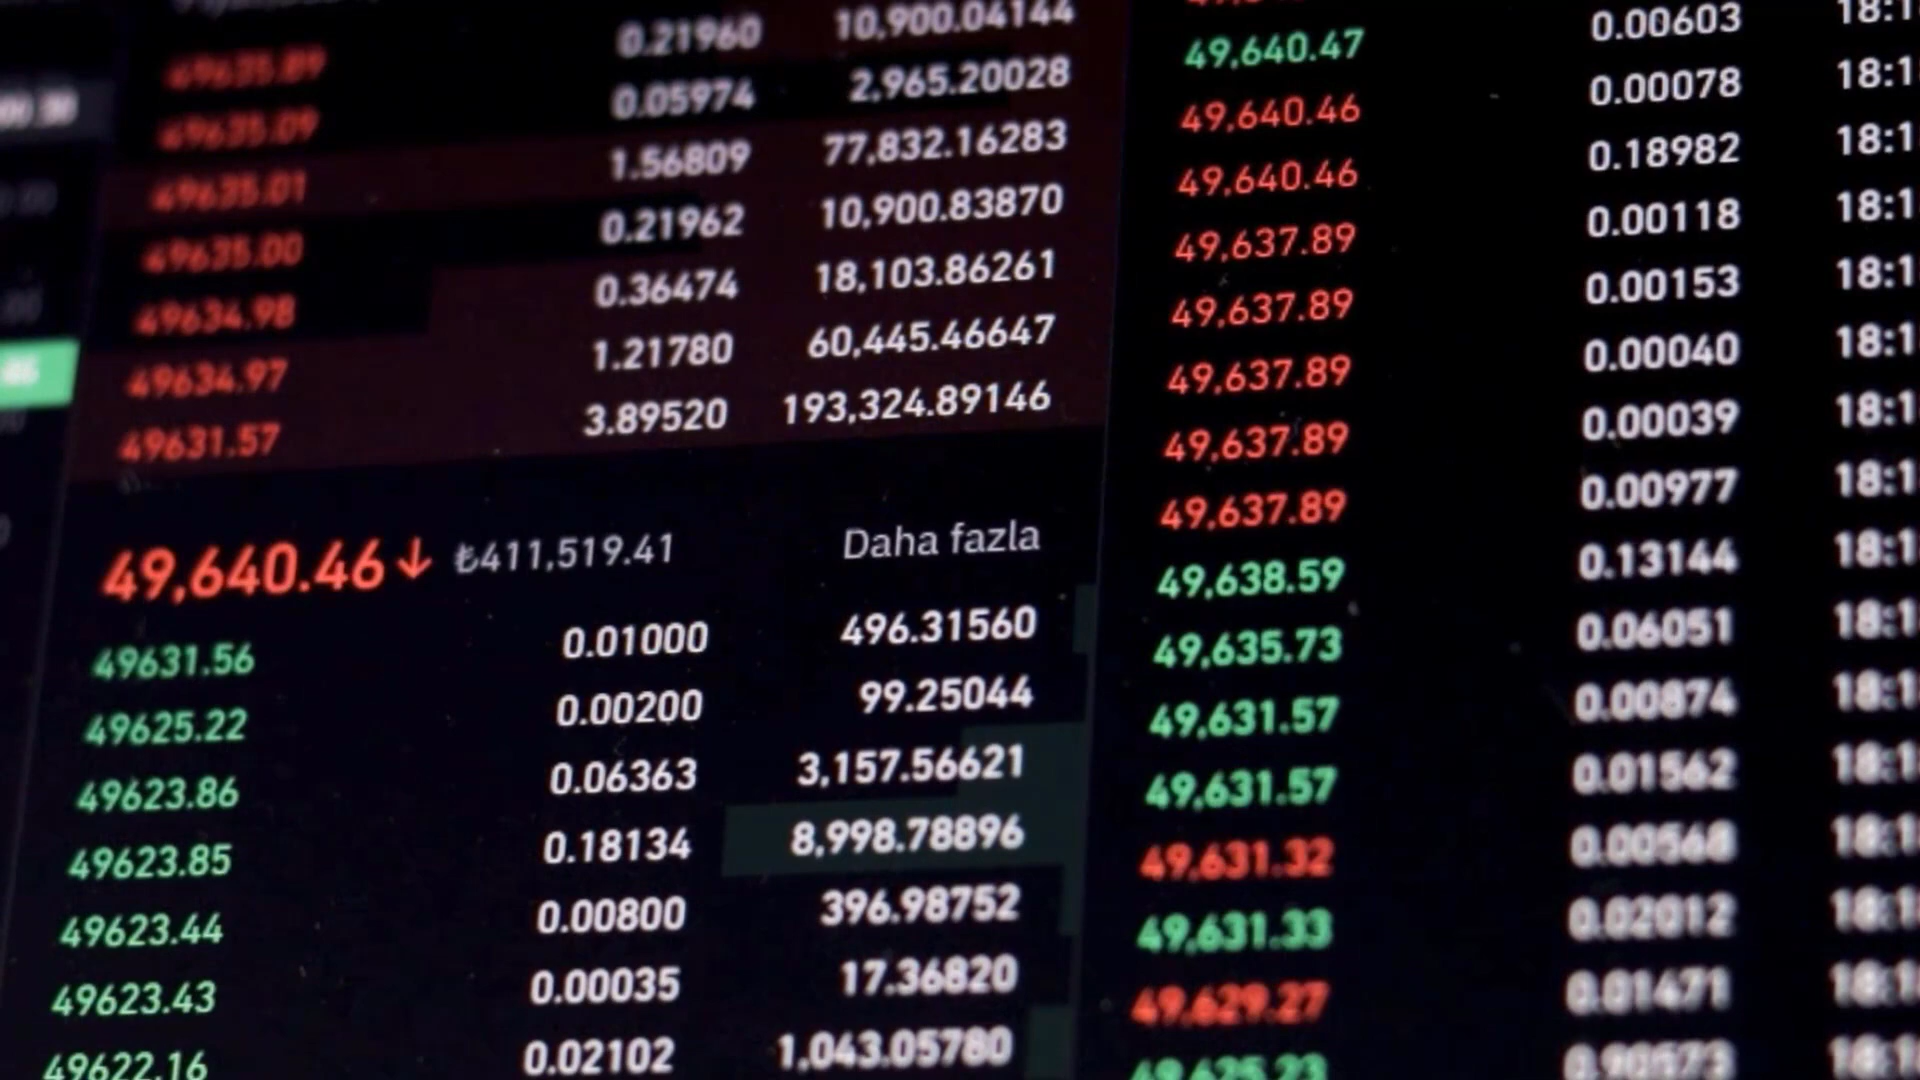 0.21960 10,900.04144
49635.89 0.05974 2,965.20028
49635.09 1.56809 77,832.16283
49635.01 0.21962 10,900.83870
49635.00 0.36474 18,103.86261
49634.98 1.21780 60,445.46647
49634.97 3.89520 193,324.89146
49631.57
49,640.46↓ ₺411,519.41 Daha fazla
49631.56 0.01000 496.31560
49625.22 0.00200 99.25044
49623.86 0.06363 3,157.56621
49623.85 0.18134 8,998.78896
49623.44 0.00800 396.98752
49623.43 0.00035 17.36820
49622.16 0.02102 1,043.05780
49,640.47 0.00603 18:1
49,640.46 0.00078 18:1
49,640.46 0.18982 18:1
49,637.89 0.00118 18:1
49,637.89 0.00153 18:1
49,637.89 0.00040 18:1
49,637.89 0.00039 18:1
49,637.89 0.00977 18:1
49,638.59 0.13144 18:1
49,635.73 0.06051 18:1
49,631.57 0.00874 18:1
49,631.57 0.01562 18:1
49,631.32 0.00568 18:1
49,631.33 0.02012 18:1
49,629.27 0.01471 18:1
49,625.23 0.90573 18:1